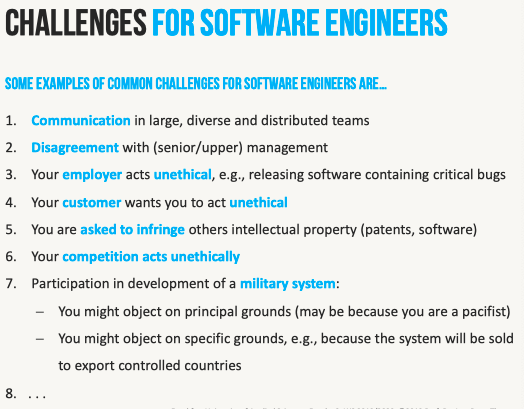 CHALLENGES FOR SOFTWARE ENGINEERS
SOME EXAMPLES OF COMMON CHALLENGES FOR SOFTWARE ENGINEERS ARE...
1. Communication in large, diverse and distributed teams
2. Disagreement with (senior/upper) management
3. Your employer acts unethical, e.g., releasing software containing critical bugs
4. Your customer wants you to act unethical
5. You are asked to infringe others intellectual property (patents, software)
6. Your competition acts unethically
7. Participation in development of a military system:
– You might object on principal grounds (may be because you are a pacifist)
– You might object on specific grounds, e.g., because the system will be sold
to export controlled countries
8. . . .